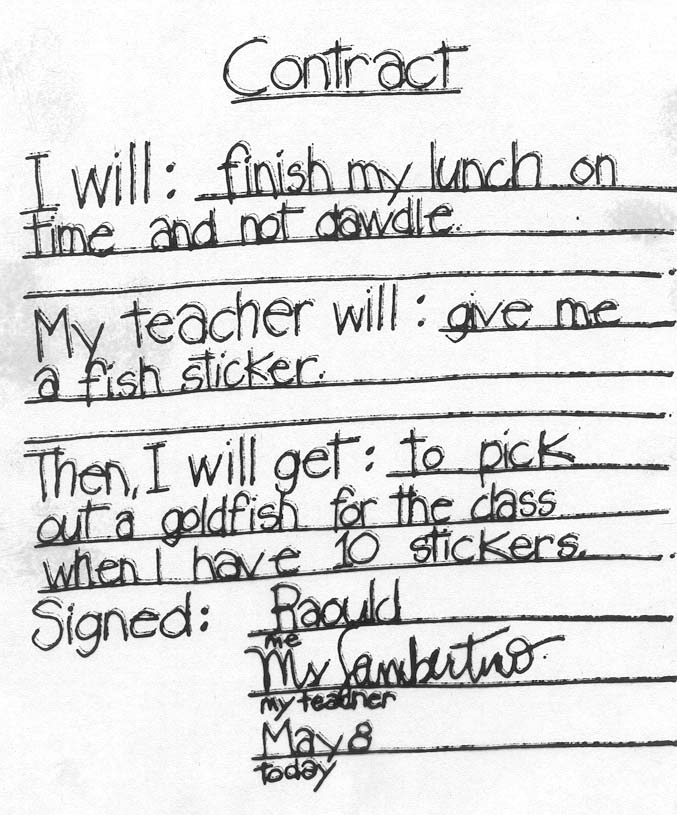 Contract
I will: finish my lunch on
time and not dawdle.
My teacher will: give me
a fish sticker.
Then, I will get: to pick
out a goldfish for the class
when I have 10 stickers.
Signed: Raould
me
Ms Lambertino
my teacher
May 8
today